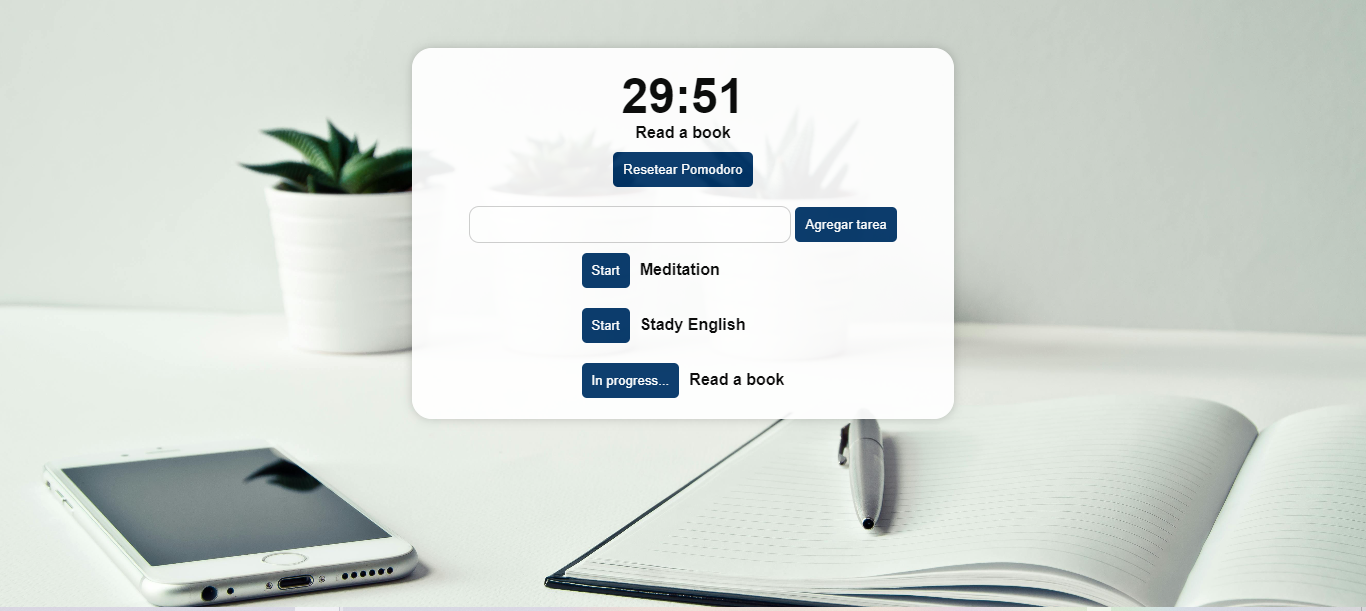 29:51
Read a book
Resetear Pomodoro
Agregar tarea
Start Meditation
Start Stady English
In progress... Read a book